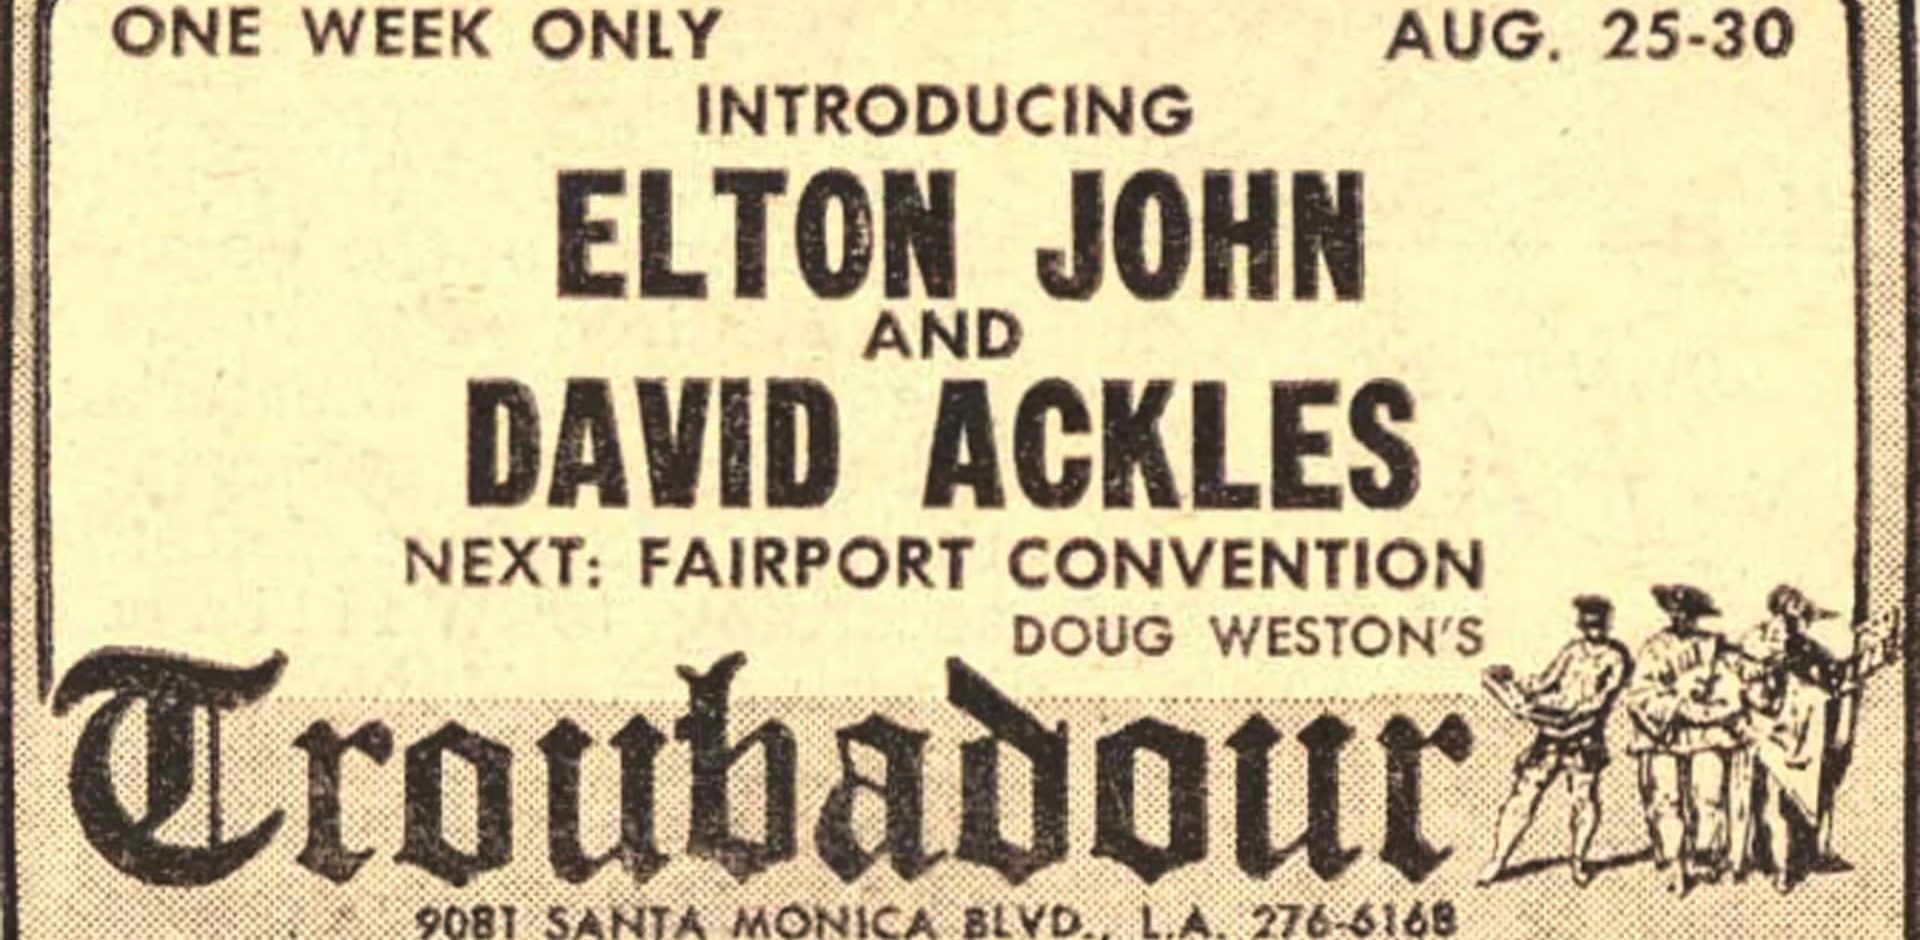 ONE WEEK ONLY AUG. 25-30
INTRODUCING
ELTON JOHN
AND
DAVID ACKLES
NEXT: FAIRPORT CONVENTION
DOUG WESTON'S
Troubadour
9081 SANTA MONICA BLVD., L.A. 276-6168